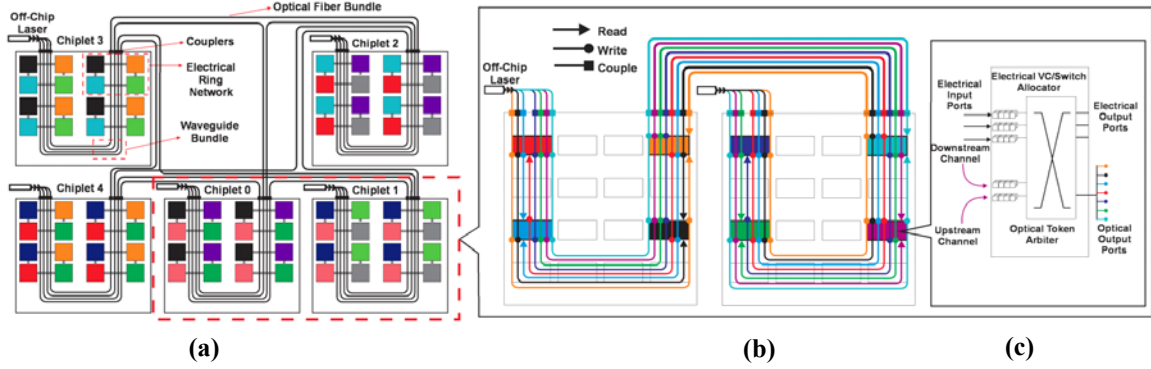 Off-Chip
Laser
Optical Fiber Bundle
Chiplet 3
Couplers
Electrical
Ring
Network
Waveguide
Bundle
Chiplet 2
Chiplet 4
Chiplet 0
Chiplet 1
(a)
Read
Write
Couple
Off-Chip
Laser
(b)
Electrical
Input
Ports
Electrical VC/Switch
Allocator
Electrical
Output
Ports
Downstream
Channel
Upstream
Channel
Optical Token
Arbiter
Optical
Output
Ports
(c)